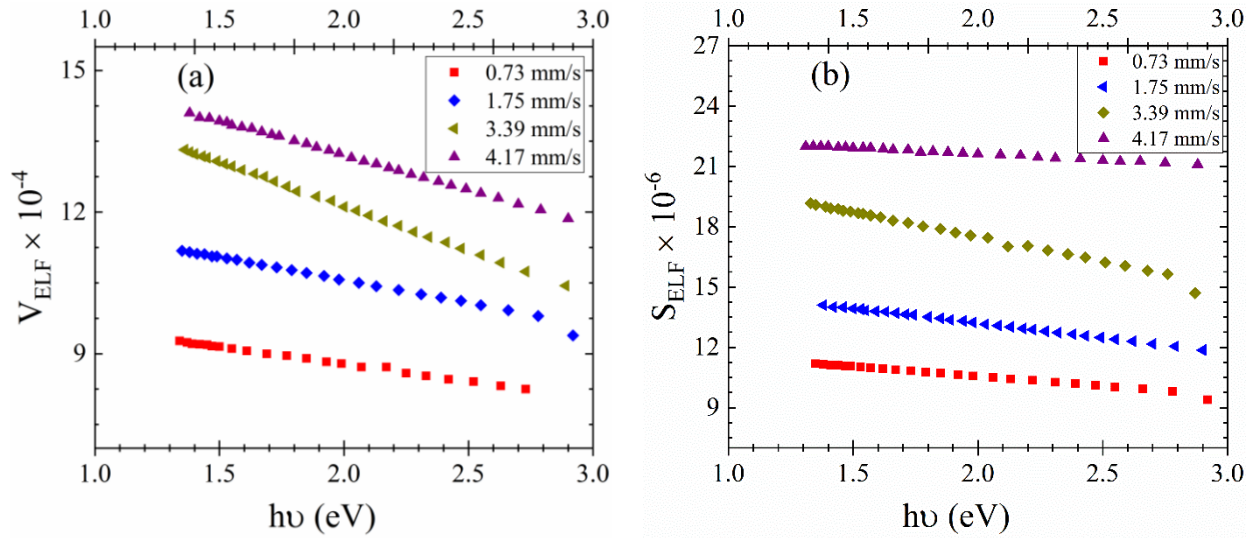 1.0 1.5 2.0 2.5 3.0
15
12
9
V_ELF × 10^-4
(a)
0.73 mm/s
1.75 mm/s
3.39 mm/s
4.17 mm/s
1.0 1.5 2.0 2.5 3.0
hυ (eV)
1.0 1.5 2.0 2.5 3.0
27
24
21
18
15
12
9
S_ELF × 10^-6
(b)
0.73 mm/s
1.75 mm/s
3.39 mm/s
4.17 mm/s
1.0 1.5 2.0 2.5 3.0
hυ (eV)